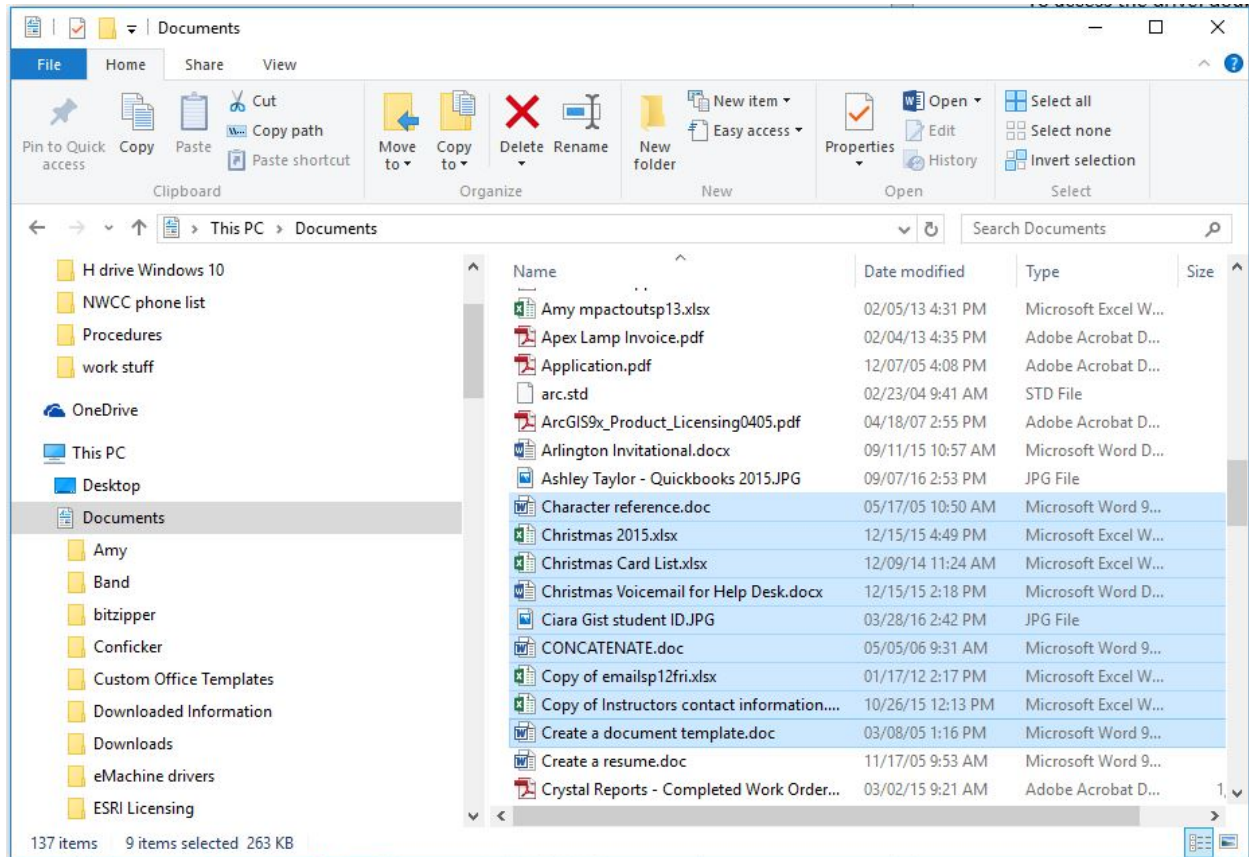 Documents
File Home Share View
Pin to Quick access
Copy
Paste
Cut
Copy path
Paste shortcut
Clipboard
Move to
Copy to
Delete
Rename
Organize
New folder
New item
Easy access
New
Properties
Open
Edit
History
Open
Select all
Select none
Invert selection
Select
This PC > Documents
Search Documents
H drive Windows 10
NWCC phone list
Procedures
work stuff
OneDrive
This PC
Desktop
Documents
Amy
Band
bitzipper
Conficker
Custom Office Templates
Downloaded Information
Downloads
eMachine drivers
ESRI Licensing
Name Date modified Type Size
Amy mpactoutsp13.xlsx 02/05/13 4:31 PM Microsoft Excel W...
Apex Lamp Invoice.pdf 02/04/13 4:35 PM Adobe Acrobat D...
Application.pdf 12/07/05 4:08 PM Adobe Acrobat D...
arc.std 02/23/04 9:41 AM STD File
ArcGIS9x_Product_Licensing0405.pdf 04/18/07 2:55 PM Adobe Acrobat D...
Arlington Invitational.docx 09/11/15 10:57 AM Microsoft Word D...
Ashley Taylor - Quickbooks 2015.JPG 09/07/16 2:53 PM JPG File
Character reference.doc 05/17/05 10:50 AM Microsoft Word 9...
Christmas 2015.xlsx 12/15/15 4:49 PM Microsoft Excel W...
Christmas Card List.xlsx 12/09/14 11:24 AM Microsoft Excel W...
Christmas Voicemail for Help Desk.docx 12/15/15 2:18 PM Microsoft Word D...
Ciara Gist student ID.JPG 03/28/16 2:42 PM JPG File
CONCATENATE.doc 05/05/06 9:31 AM Microsoft Word 9...
Copy of emailsp12fri.xlsx 01/17/12 2:17 PM Microsoft Excel W...
Copy of Instructors contact information.... 10/26/15 12:13 PM Microsoft Excel W...
Create a document template.doc 03/08/05 1:16 PM Microsoft Word 9...
Create a resume.doc 11/17/05 9:53 AM Microsoft Word 9...
Crystal Reports - Completed Work Order... 03/02/15 9:21 AM Adobe Acrobat D... 1,
137 items 9 items selected 263 KB